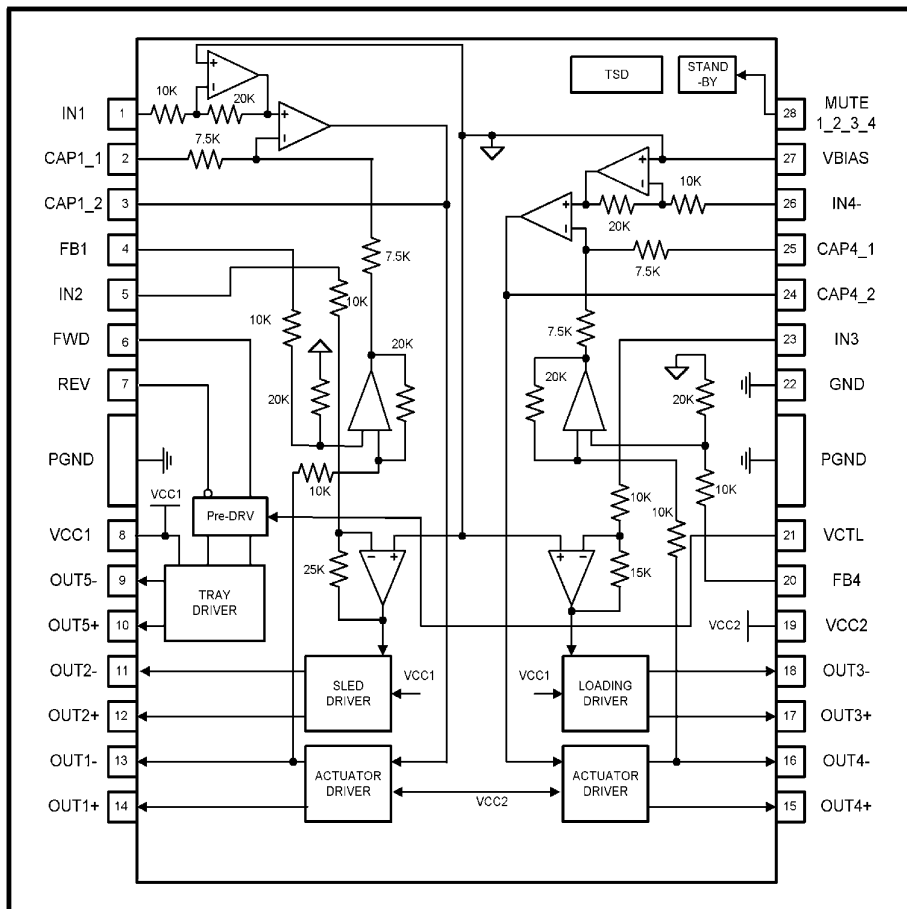 IN1
1
10K
20K
+
-
+
-
TSD
STAND
-BY
28
MUTE
1_2_3_4
CAP1_1
2
7.5K
+
-
27
VBIAS
CAP1_2
3
+
-
20K
10K
26
IN4-
FB1
4
7.5K
7.5K
25
CAP4_1
IN2
5
10K
24
CAP4_2
FWD
6
10K
20K
7.5K
23
IN3
REV
7
20K
20K
20K
22
GND
PGND
10K
10K
10K
10K
PGND
VCC1
Pre-DRV
VCC1
8
-
+
+
-
21
VCTL
OUT5-
9
TRAY
DRIVER
25K
15K
20
FB4
OUT5+
10
VCC2
19
VCC2
OUT2-
11
SLED
DRIVER
VCC1
VCC1
LOADING
DRIVER
18
OUT3-
OUT2+
12
17
OUT3+
OUT1-
13
ACTUATOR
DRIVER
VCC2
ACTUATOR
DRIVER
16
OUT4-
OUT1+
14
15
OUT4+